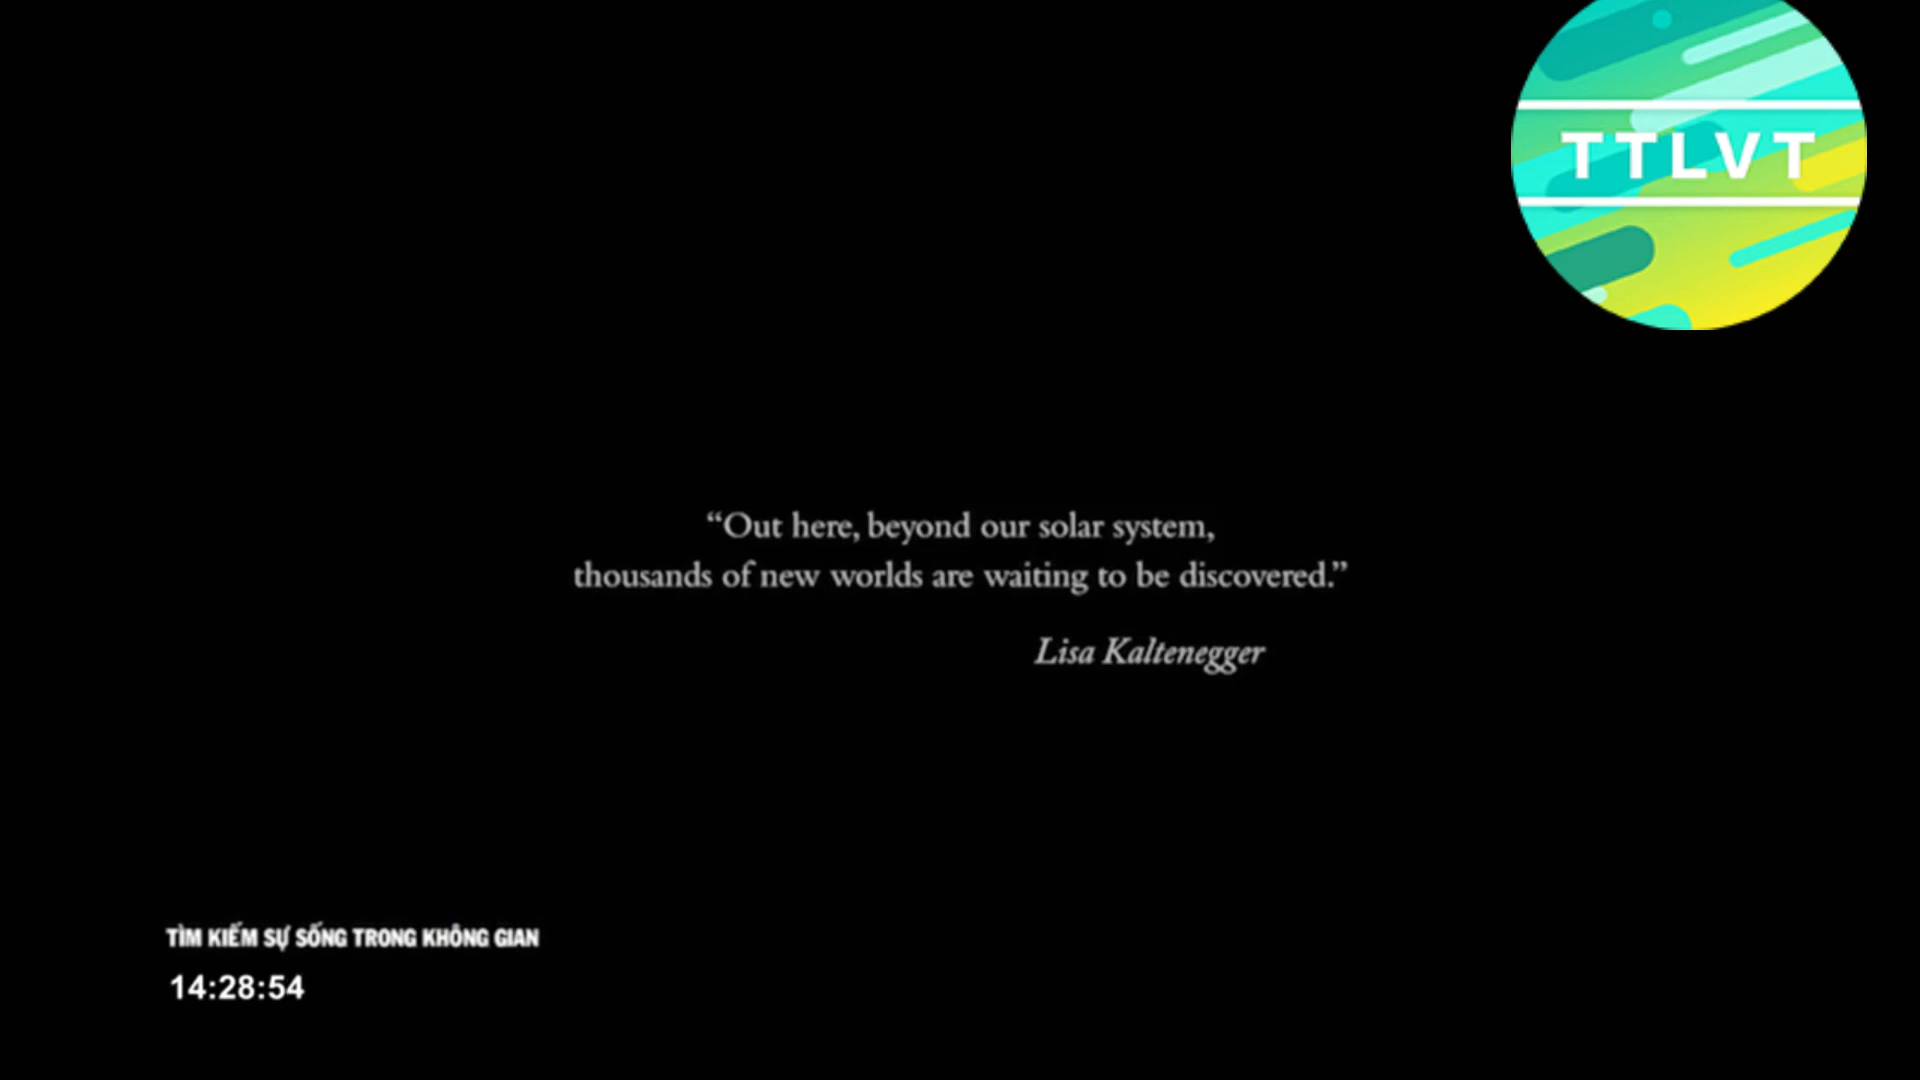 TTLVT
“Out here, beyond our solar system,
thousands of new worlds are waiting to be discovered.”
Lisa Kaltenegger
TÌM KIẾM SỰ SỐNG TRONG KHÔNG GIAN
14:28:54